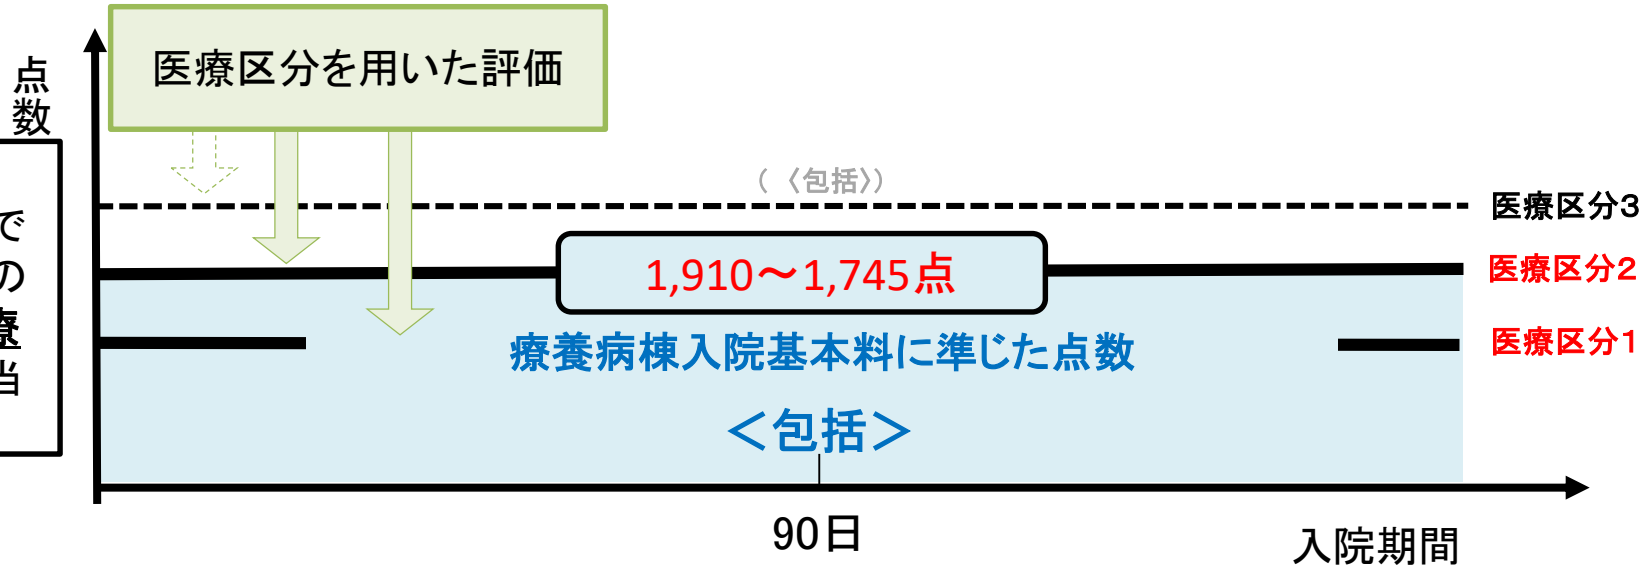 医療区分を用いた評価
点数
で
の
療
当
( 〈包括〉)
医療区分3
1,910～1,745点
医療区分2
療養病棟入院基本料に準じた点数
医療区分1
＜包括＞
90日
入院期間